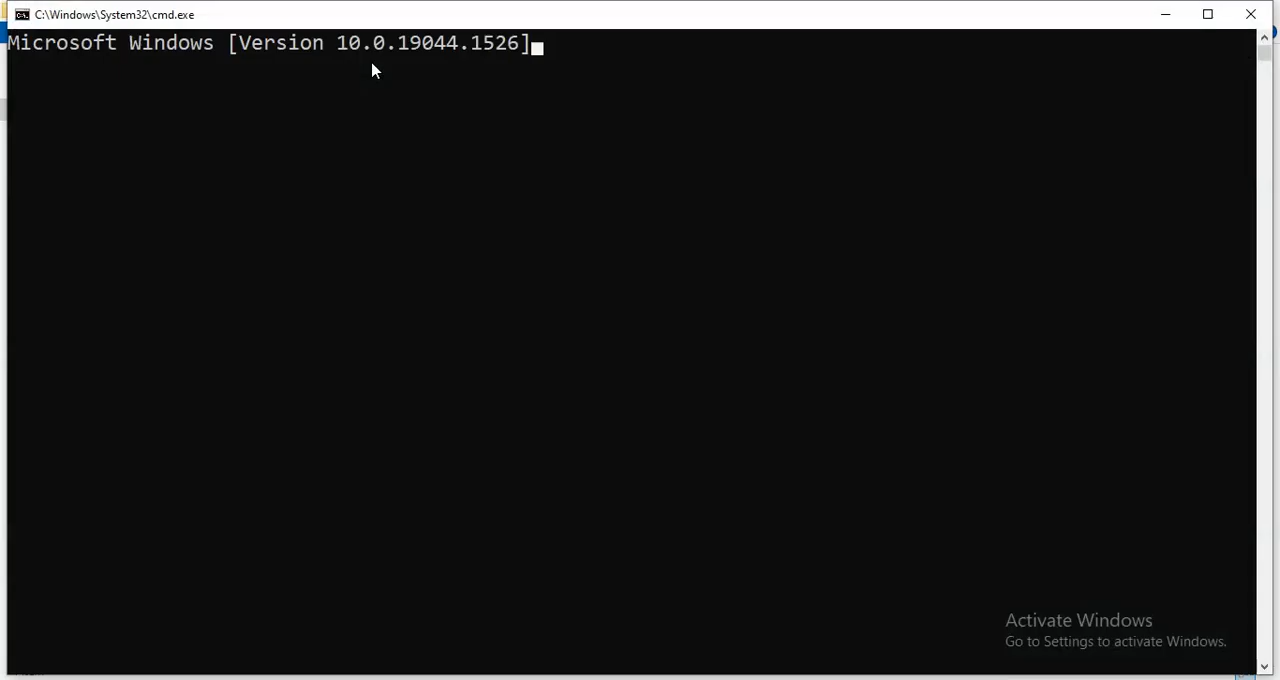 C:\Windows\System32\cmd.exe
Microsoft Windows [Version 10.0.19044.1526]
Activate Windows
Go to Settings to activate Windows.